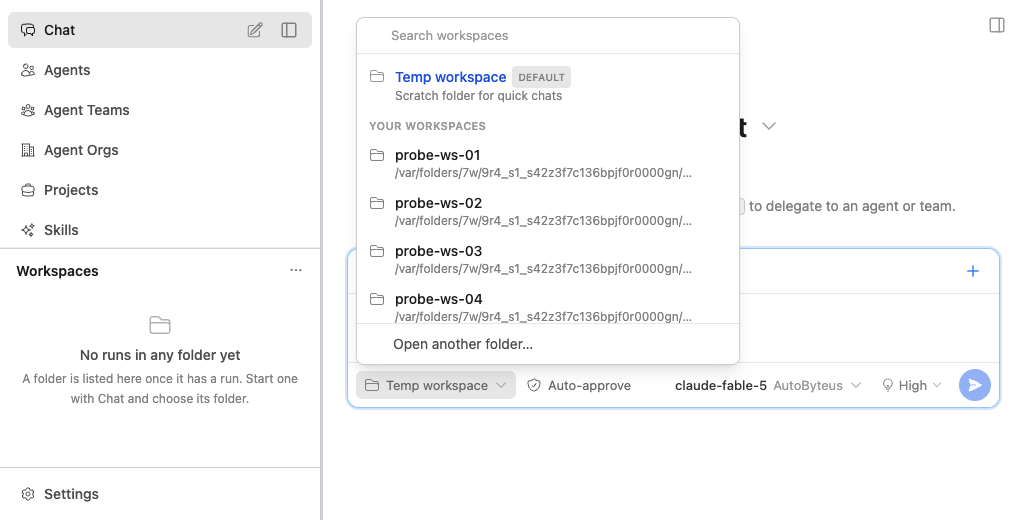 Chat
Agents
Agent Teams
Agent Orgs
Projects
Skills
Workspaces
No runs in any folder yet
A folder is listed here once it has a run. Start one
with Chat and choose its folder.
Settings
Search workspaces
Temp workspace DEFAULT
Scratch folder for quick chats
YOUR WORKSPACES
probe-ws-01
/var/folders/7w/9r4_s1_s42z3f7c136bpjf0r0000gn/...
probe-ws-02
/var/folders/7w/9r4_s1_s42z3f7c136bpjf0r0000gn/...
probe-ws-03
/var/folders/7w/9r4_s1_s42z3f7c136bpjf0r0000gn/...
probe-ws-04
/var/folders/7w/9r4_s1_s42z3f7c136bpjf0r0000gn/...
Open another folder...
t
to delegate to an agent or team.
Temp workspace Auto-approve claude-fable-5 AutoByteus High